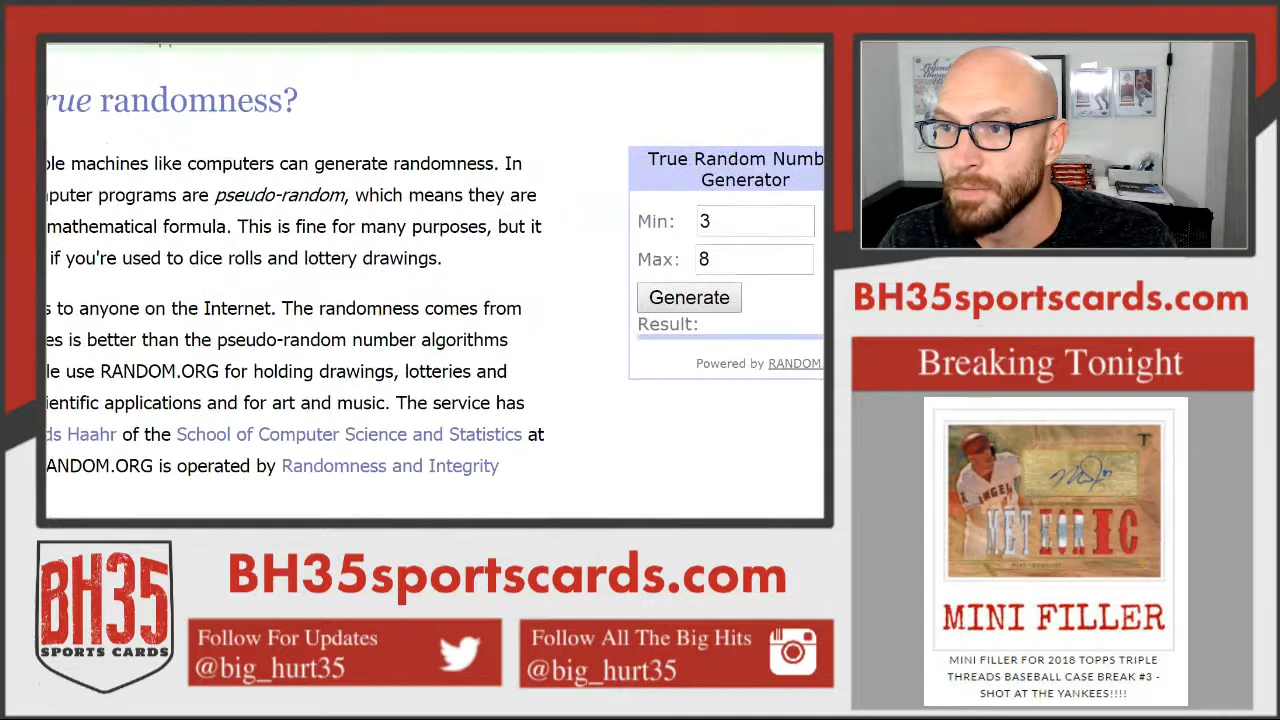 rue randomness?
ple machines like computers can generate randomness. In
nputer programs are pseudo-random, which means they are
mathematical formula. This is fine for many purposes, but it
if you're used to dice rolls and lottery drawings.
s to anyone on the Internet. The randomness comes from
es is better than the pseudo-random number algorithms
le use RANDOM.ORG for holding drawings, lotteries and
ientific applications and for art and music. The service has
ds Haahr of the School of Computer Science and Statistics at
ANDOM.ORG is operated by Randomness and Integrity
True Random Numb
Generator
Min: 3
Max: 8
Generate
Result:
Powered by RANDOM.
BH35sportscards.com
Breaking Tonight
ANGELS
MINI FILLER
MINI FILLER FOR 2018 TOPPS TRIPLE
THREADS BASEBALL CASE BREAK #3 -
SHOT AT THE YANKEES!!!!
BH35
SPORTS CARDS
BH35sportscards.com
Follow For Updates
@big_hurt35
Follow All The Big Hits
@big_hurt35